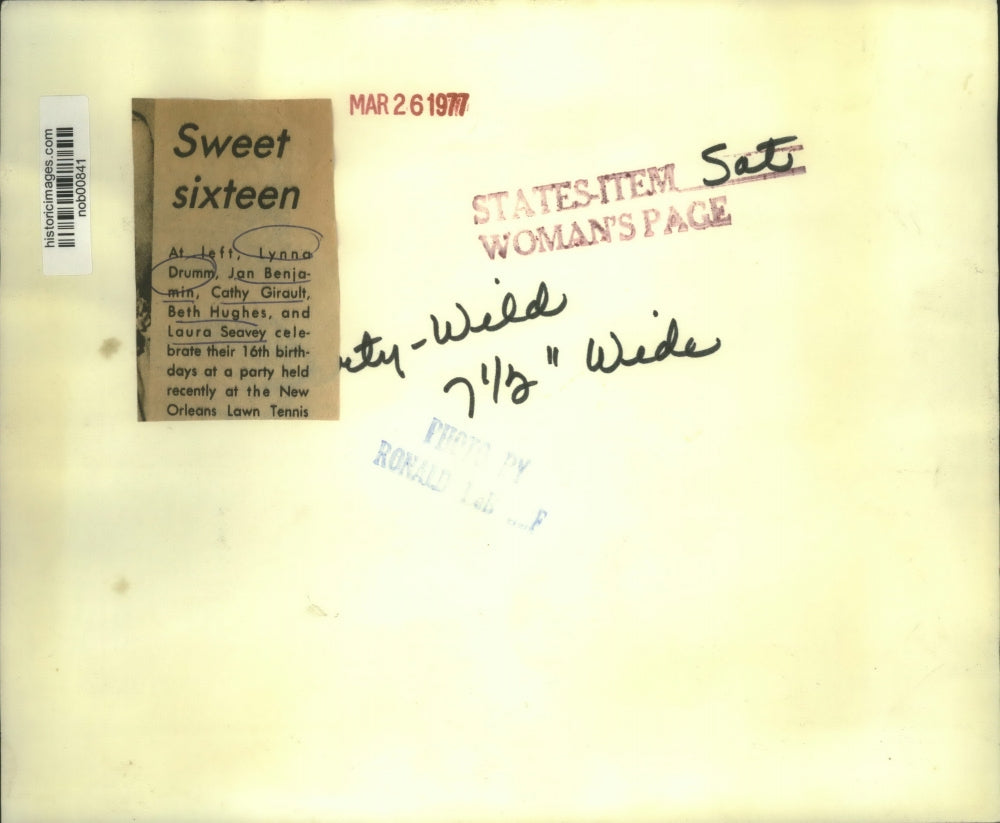 historicimages.com
nob00841
MAR 26 1977
Sweet
sixteen
At left, Lynna
Drumm, Jan Benja-
min, Cathy Girault,
Beth Hughes, and
Laura Seavey cele-
brate their 16th birth-
days at a party held
recently at the New
Orleans Lawn Tennis
STATES-ITEM Sat
WOMAN'S PAGE
-Wild
7 1/2" Wide
PHOTO BY
RONALD